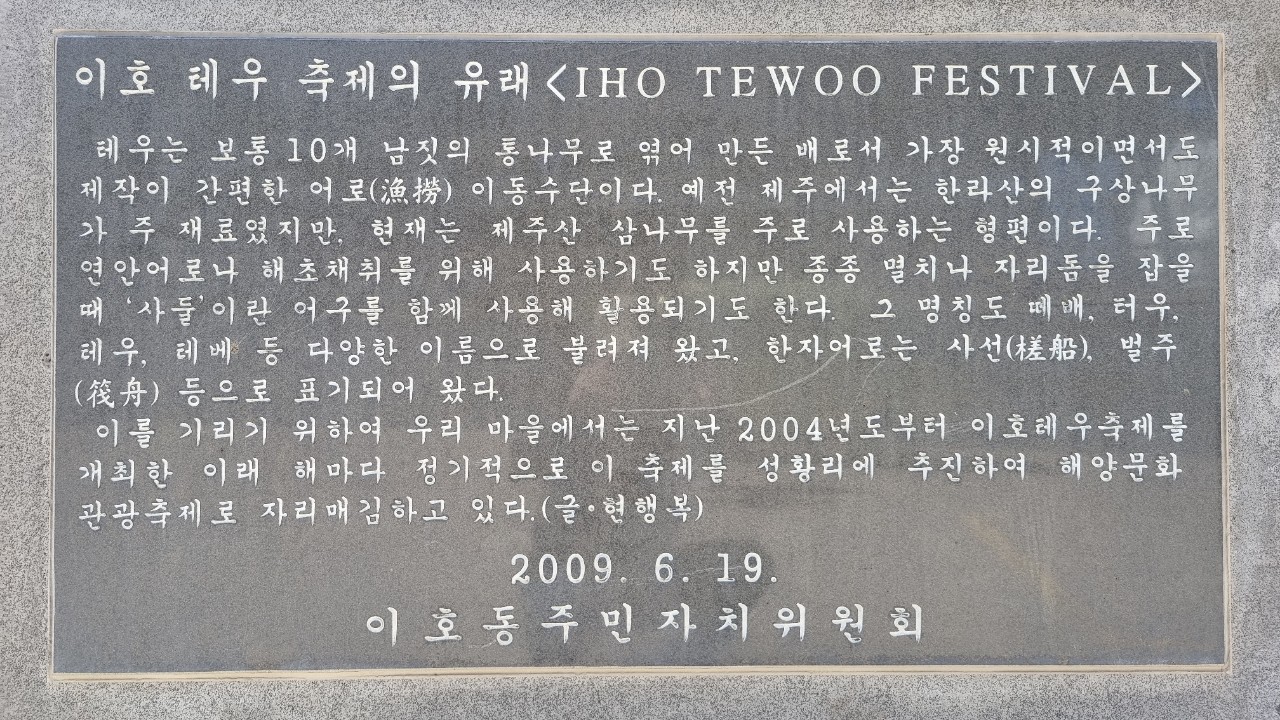 이호 테우 축제의 유래<IHO TEWOO FESTIVAL>
테우는 보통 10개 남짓의 통나무로 엮어 만든 배로서 가장 원시적이면서도
제작이 간편한 어로(漁撈) 이동수단이다. 예전 제주에서는 한라산의 구상나무
가 주 재료였지만, 현재는 제주산 삼나무를 주로 사용하는 형편이다. 주로
연안어로나 해초채취를 위해 사용하기도 하지만 종종 멸치나 자리돔을 잡을
때 ‘사둘’이란 어구를 함께 사용해 활용되기도 한다. 그 명칭도 떼배, 터우,
테우, 테베 등 다양한 이름으로 불려져 왔고, 한자어로는 사선(槎船), 벌주
(筏舟) 등으로 표기되어 왔다.
이를 기리기 위하여 우리 마을에서는 지난 2004년도부터 이호테우축제를
개최한 이래 해마다 정기적으로 이 축제를 성황리에 추진하여 해양문화
관광축제로 자리매김하고 있다.(글·현행복)
2009. 6. 19.
이호동주민자치위원회